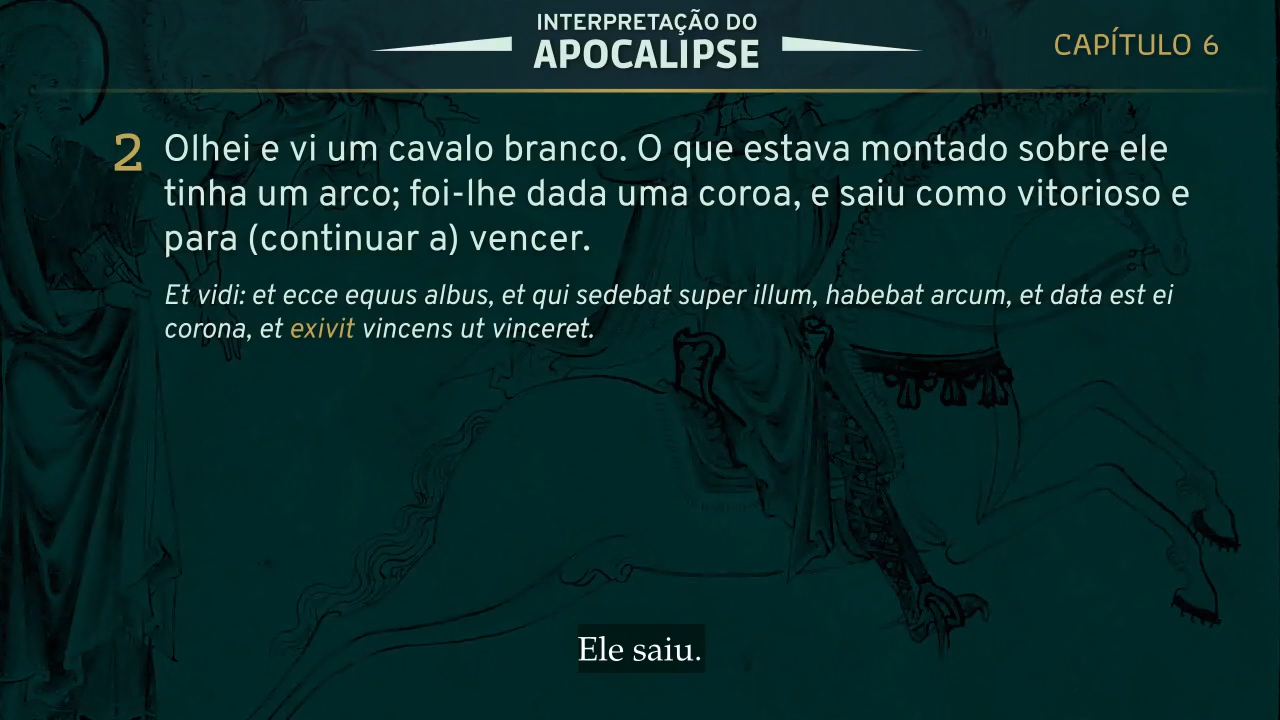 INTERPRETAÇÃO DO
APOCALIPSE
CAPÍTULO 6
2 Olhei e vi um cavalo branco. O que estava montado sobre ele
tinha um arco; foi-lhe dada uma coroa, e saiu como vitorioso e
para (continuar a) vencer.
Et vidi: et ecce equus albus, et qui sedebat super illum, habebat arcum, et data est ei
corona, et exivit vincens ut vinceret.
Ele saiu.